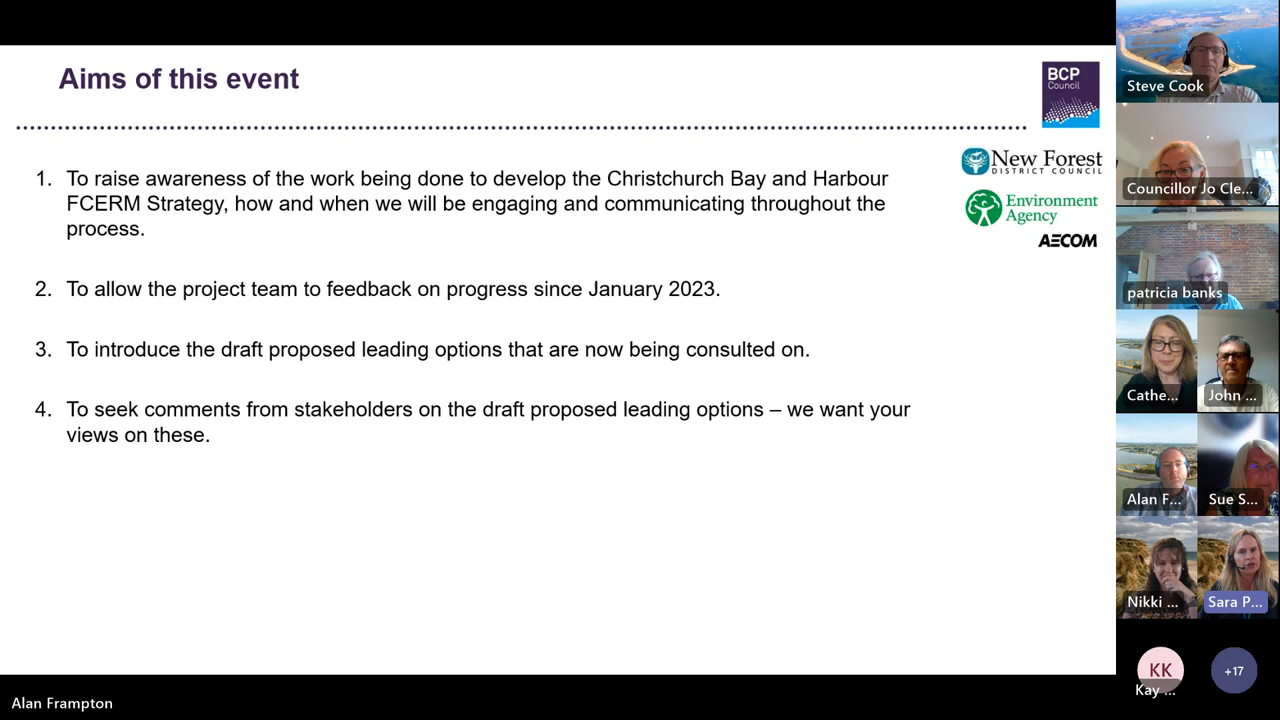 Aims of this event
BCP
Council
1. To raise awareness of the work being done to develop the Christchurch Bay and Harbour
FCERM Strategy, how and when we will be engaging and communicating throughout the
process.
2. To allow the project team to feedback on progress since January 2023.
3. To introduce the draft proposed leading options that are now being consulted on.
4. To seek comments from stakeholders on the draft proposed leading options – we want your
views on these.
New Forest
DISTRICT COUNCIL
Environment
Agency
AECOM
Steve Cook
Councillor Jo Cle...
patricia banks
Cathe...
John ...
Alan F...
Sue S...
Nikki ...
Sara P...
KK
Kay ...
+17
Alan Frampton